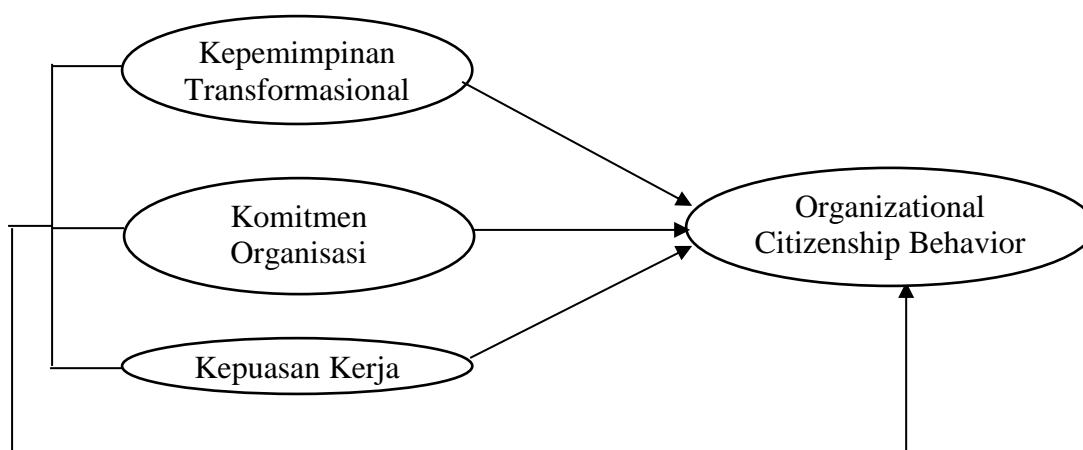 Kepemimpinan
Transformasional
Komitmen
Organisasi
Kepuasan Kerja
Organizational
Citizenship Behavior